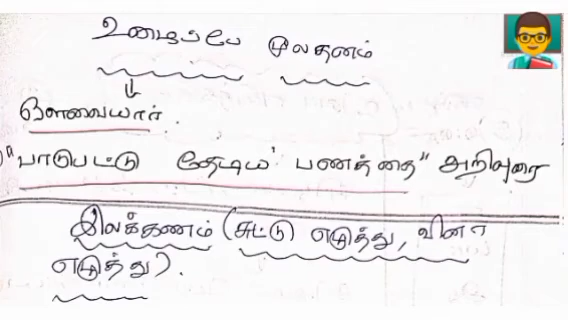 உழைப்பே மூலதனம்
ஔவையார்.
"பாடுபட்டு தேடிய பணத்தை" அறிவுரை
இலக்கணம் (சுட்டு எழுத்து, வினா
எழுத்து).